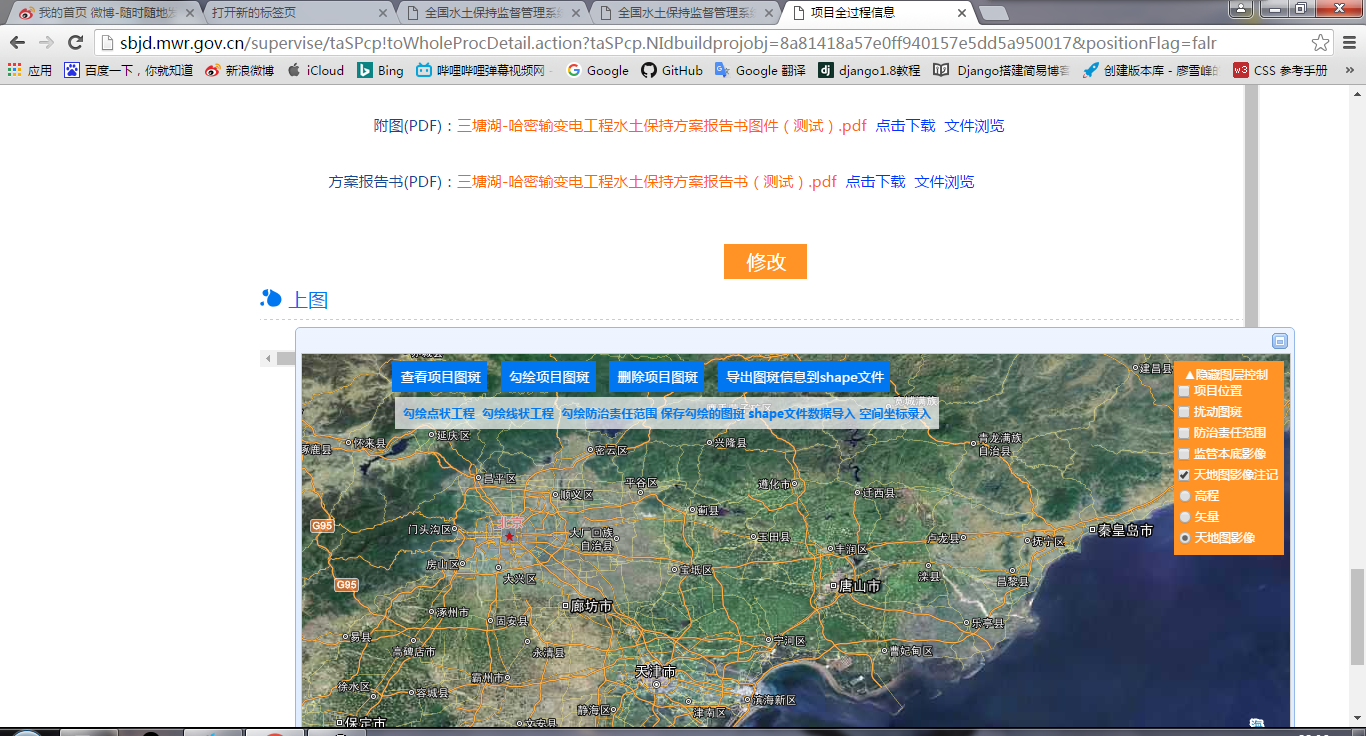 我的首页 微博-随时随地发
打开新的标签页
全国水土保持监督管理系统
全国水土保持监督管理系统
项目全过程信息
sbjd.mwr.gov.cn/supervise/taSPcp!toWholeProcDetail.action?taSPcp.NIdbuildprojobj=8a81418a57e0ff940157e5dd5a950017&positionFlag=falr
应用 百度一下，你就知道 新浪微博 iCloud Bing 哔哩哔哩弹幕视频网 - Google GitHub Google 翻译 django1.8教程 Django搭建简易博客 创建版本库 - 廖雪峰的 CSS 参考手册 »
附图(PDF)：三塘湖-哈密输变电工程水土保持方案报告书图件（测试）.pdf 点击下载 文件浏览
方案报告书(PDF)：三塘湖-哈密输变电工程水土保持方案报告书（测试）.pdf 点击下载 文件浏览
修改
上图
查看项目图斑 勾绘项目图斑 删除项目图斑 导出图斑信息到shape文件
勾绘点状工程 勾绘线状工程 勾绘防治责任范围 保存勾绘的图斑 shape文件数据导入 空间坐标录入
▲隐藏图层控制
项目位置
扰动图斑
防治责任范围
监管本底影像
天地图影像注记
高程
矢量
天地图影像
赤城县
建昌县
宽城满族
涿鹿县
怀来县
延庆区
密云区
兴隆县
青龙满族
自治县
昌平区
顺义区
平谷区
遵化市
迁西县
蓟县
G95
门头沟区
北京
大厂回族
自治县
玉田县
丰润区
卢龙县
抚宁区
秦皇岛市
房山区
大兴区
宝坻区
唐山市
滦县
昌黎县
G95
涿州市
廊坊市
固安县
乐亭县
易县
高碑店市
永清县
宁河区
曹妃甸区
霸州市
天津市
徐水区
容城县
静海区
津南区
滨海新区
保定市
文安县
海